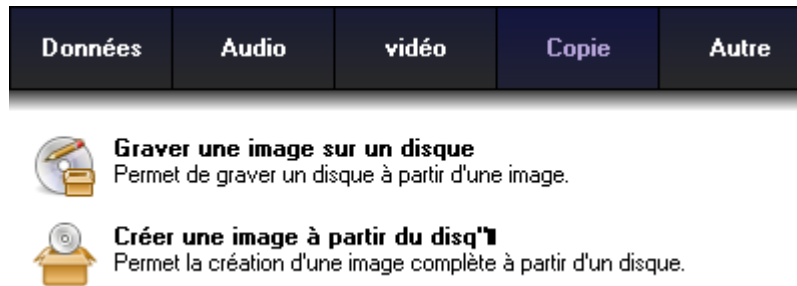 Données Audio vidéo Copie Autre
Graver une image sur un disque
Permet de graver un disque à partir d'une image.
Créer une image à partir du
Permet la création d'une image complète à partir d'un disque.